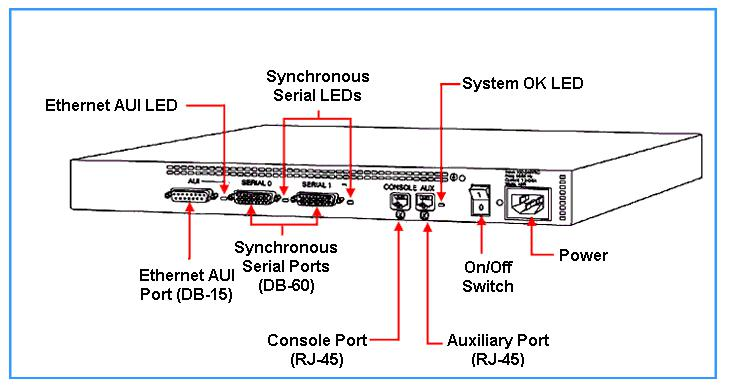 Synchronous
Serial LEDs
System OK LED
Ethernet AUI LED
AUI
SERIAL 0
SERIAL 1
CONSOLE AUX
1
0
Synchronous
Serial Ports
(DB-60)
Ethernet AUI
Port (DB-15)
On/Off
Switch
Power
Console Port
(RJ-45)
Auxiliary Port
(RJ-45)